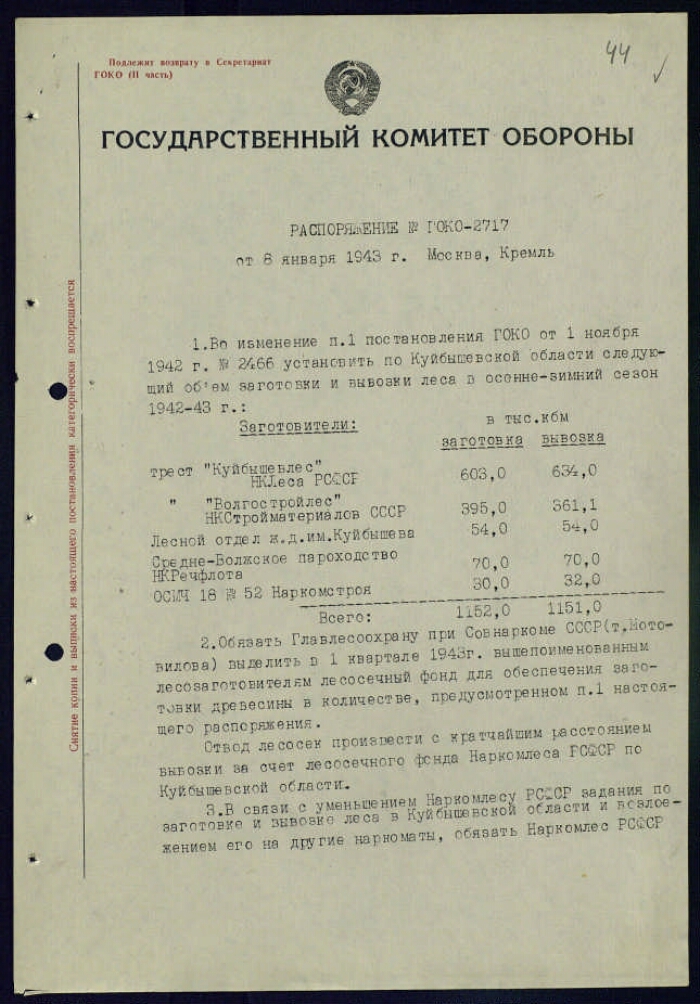 44
Подлежит возврату в Секретариат
ГОКО (II часть)
ГОСУДАРСТВЕННЫЙ КОМИТЕТ ОБОРОНЫ
РАСПОРЯЖЕНИЕ № ГОКО-2717
от 8 января 1943 г. Москва, Кремль
1.Во изменение п.1 постановления ГОКО от 1 ноября
1942 г. № 2466 установить по Куйбышевской области следую-
щий об'ем заготовки и вывозки леса в осенне-зимний сезон
1942-43 г.:
Заготовители: в тыс.кбм
заготовка вывозка
трест "Куйбышевлес"
НКЛеса РСФСР 603,0 634,0
" "Волгостройлес"
НКСтройматериалов СССР 395,0 361,1
Лесной отдел ж.д.им.Куйбышева 54,0 54,0
Средне-Волжское пароходство 70,0 70,0
НКРечфлота
ОСМЧ 18 № 52 Наркомстроя 30,0 32,0
Всего: 1152,0 1151,0
2.Обязать Главлесоохрану при Совнаркоме СССР(т.Мото-
вилова) выделить в 1 квартале 1943г. вышепоименованным
лесозаготовителям лесосечный фонд для обеспечения заго-
товки древесины в количестве, предусмотренном п.1 настоя-
щего распоряжения.
Отвод лесосек произвести с кратчайшим расстоянием
вывозки за счет лесосечного фонда Наркомлеса РСФСР по
Куйбышевской области.
3.В связи с уменьшением Наркомлесу РСФСР задания по
заготовке и вывозке леса в Куйбышевской области и возло-
жением его на другие наркоматы, обязать Наркомлес РСФСР
Снятие копии и выписки из настоящего постановления категорически воспрещается